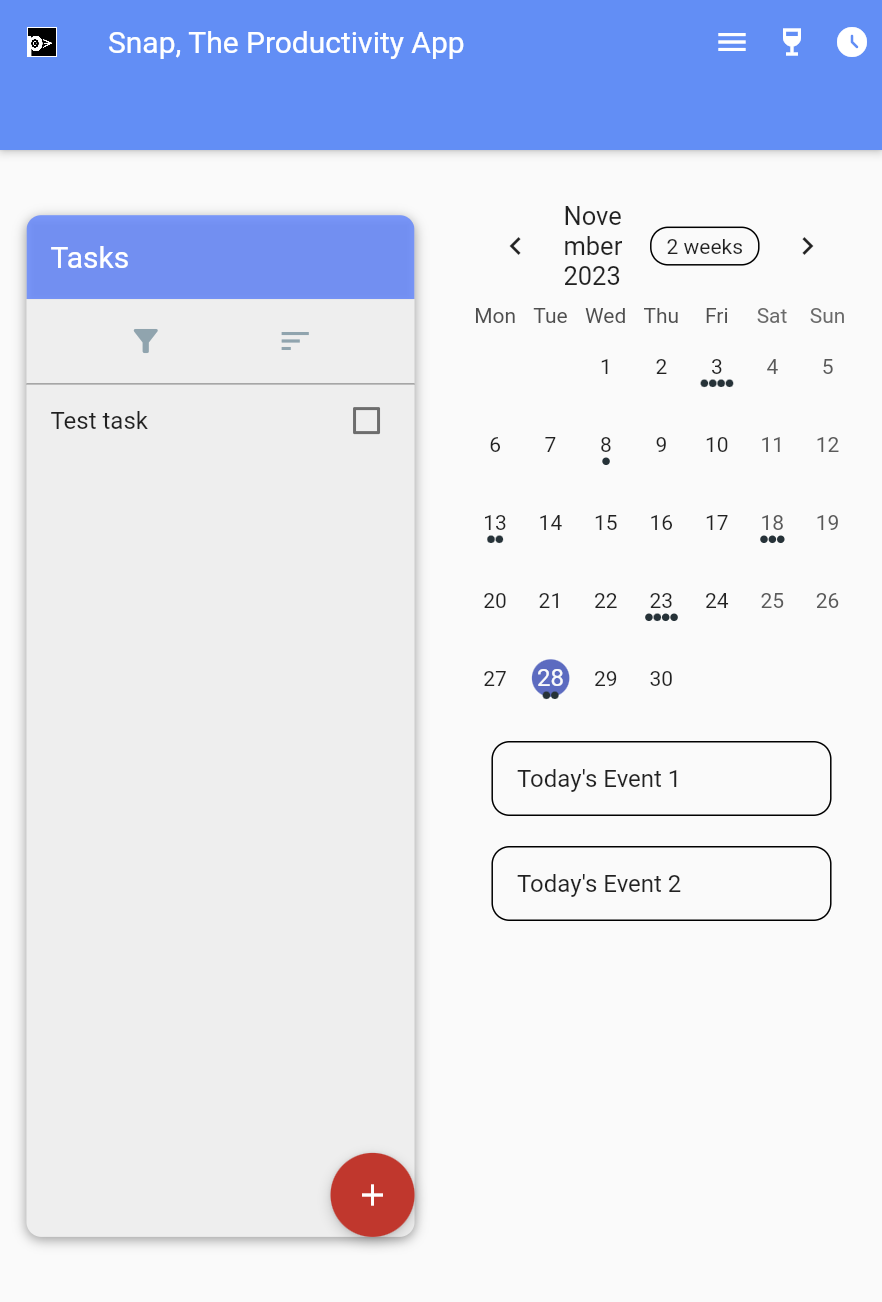 Snap, The Productivity App
Tasks
Test task
Nove
mber
2023
2 weeks
Mon Tue Wed Thu Fri Sat Sun
1 2 3 4 5
6 7 8 9 10 11 12
13 14 15 16 17 18 19
20 21 22 23 24 25 26
27 28 29 30
Today's Event 1
Today's Event 2